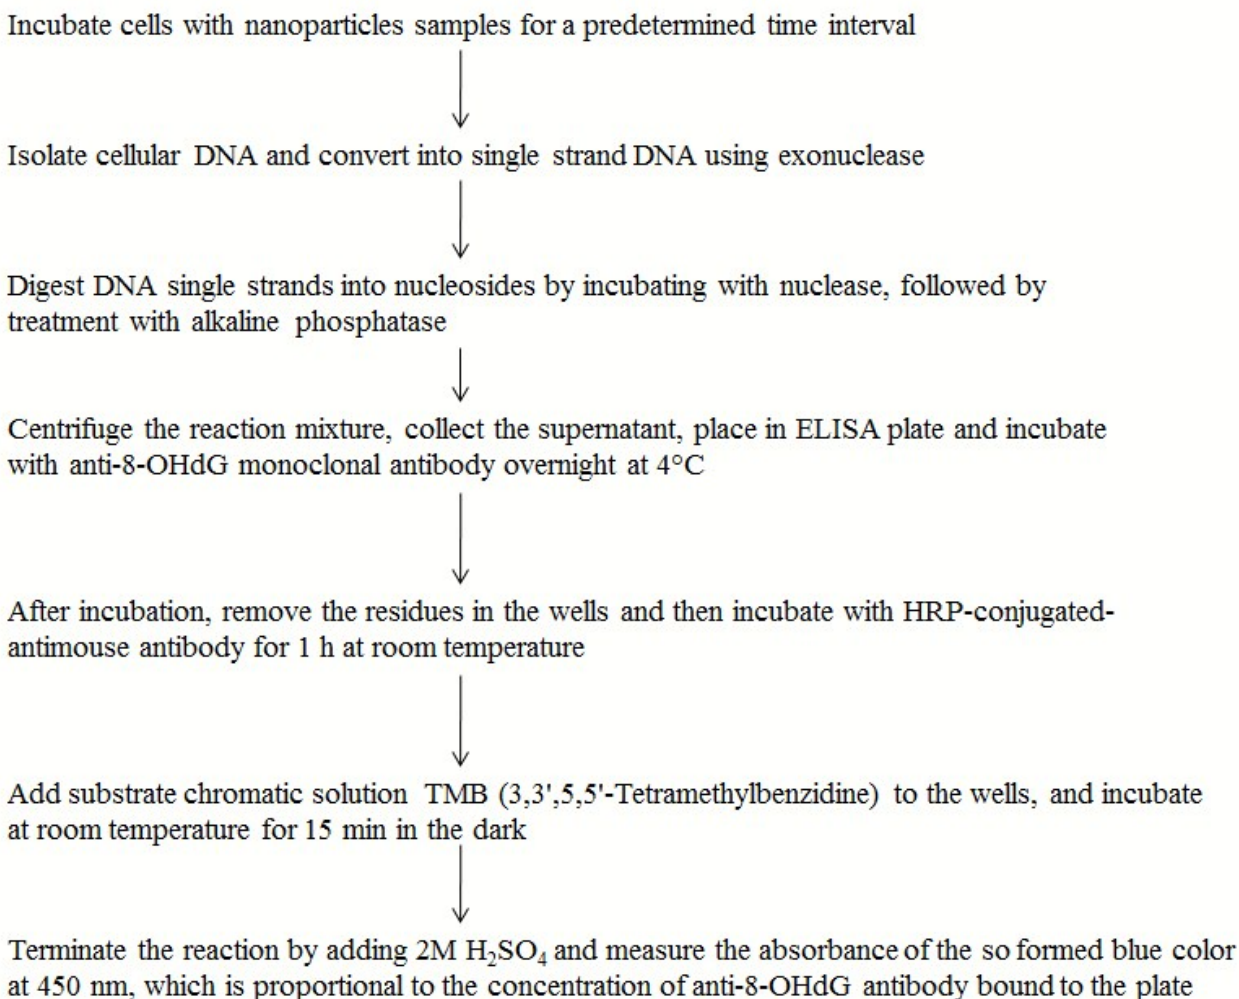 Incubate cells with nanoparticles samples for a predetermined time interval
Isolate cellular DNA and convert into single strand DNA using exonuclease
Digest DNA single strands into nucleosides by incubating with nuclease, followed by
treatment with alkaline phosphatase
Centrifuge the reaction mixture, collect the supernatant, place in ELISA plate and incubate
with anti-8-OHdG monoclonal antibody overnight at 4°C
After incubation, remove the residues in the wells and then incubate with HRP-conjugated-
antimouse antibody for 1 h at room temperature
Add substrate chromatic solution TMB (3,3',5,5'-Tetramethylbenzidine) to the wells, and incubate
at room temperature for 15 min in the dark
Terminate the reaction by adding 2M H₂SO₄ and measure the absorbance of the so formed blue color
at 450 nm, which is proportional to the concentration of anti-8-OHdG antibody bound to the plate